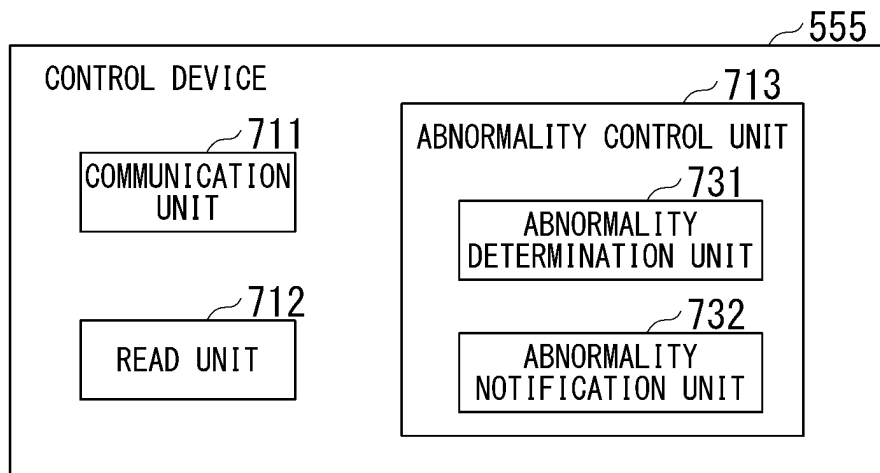 555
CONTROL DEVICE
711
COMMUNICATION
UNIT
712
READ UNIT
713
ABNORMALITY CONTROL UNIT
731
ABNORMALITY
DETERMINATION UNIT
732
ABNORMALITY
NOTIFICATION UNIT